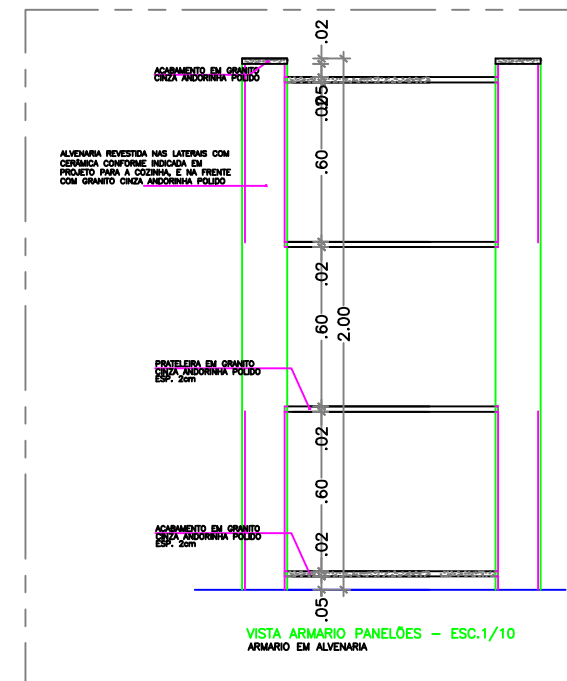 .02
ACABAMENTO EM GRANITO
CINZA ANDORINHA POLIDO
.05
.02
ALVENARIA REVESTIDA NAS LATERAIS COM
CERÂMICA CONFORME INDICADA EM
PROJETO PARA A COZINHA, E NA FRENTE
COM GRANITO CINZA ANDORINHA POLIDO
.60
.02
.60
2.00
PRATELEIRA EM GRANITO
CINZA ANDORINHA POLIDO
ESP. 2cm
.02
.60
ACABAMENTO EM GRANITO
CINZA ANDORINHA POLIDO
ESP. 2cm
.02
.05
VISTA ARMARIO PANELÕES - ESC.1/10
ARMARIO EM ALVENARIA